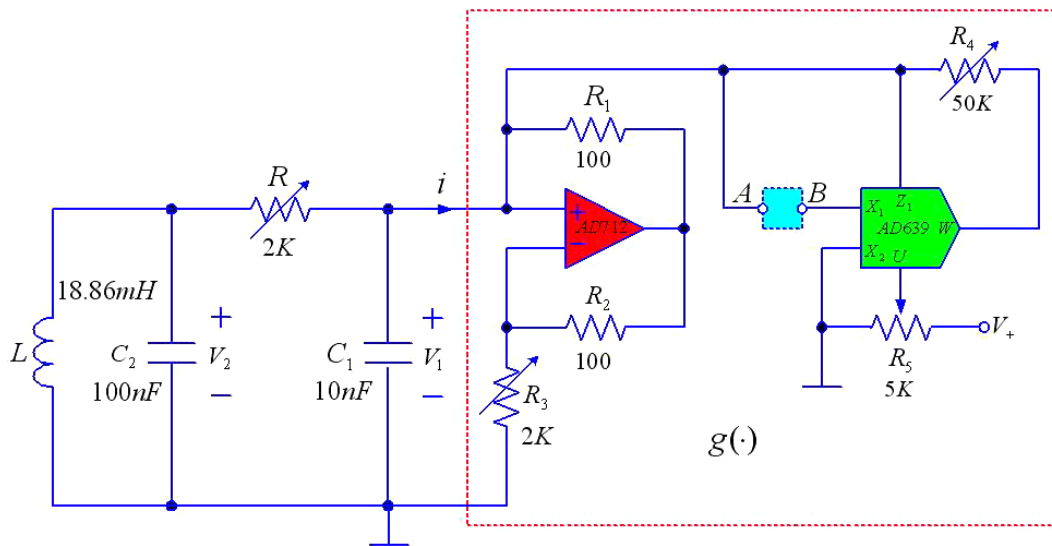 R₄
50K
R₁
100
R
2K
i
A
B
X₁
Z₁
AD639
W
X₂
U
+
AD712
−
18.86mH
L
C₂
100nF
+
V₂
−
C₁
10nF
+
V₁
−
R₂
100
R₃
2K
R₅
5K
V₊
g(·)